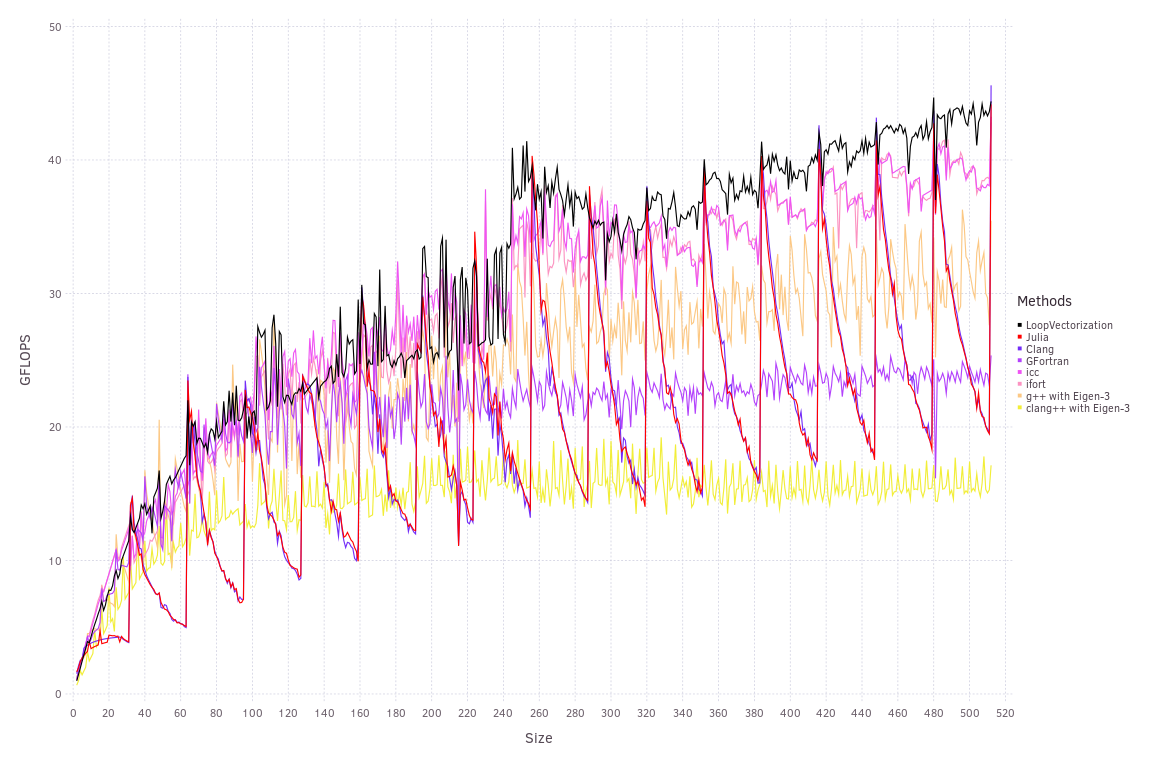 50
40
30
20
10
0
GFLOPS
0 20 40 60 80 100 120 140 160 180 200 220 240 260 280 300 320 340 360 380 400 420 440 460 480 500 520
Size
Methods
LoopVectorization
Julia
Clang
GFortran
icc
ifort
g++ with Eigen-3
clang++ with Eigen-3